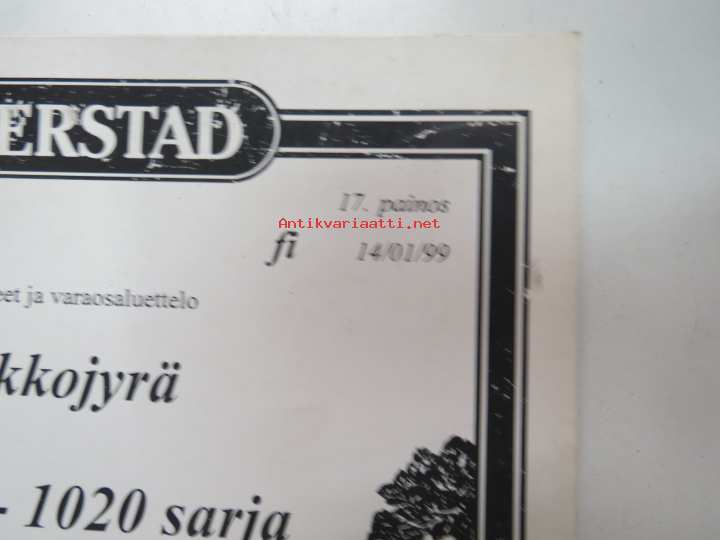 ERSTAD
17. painos
Antikvariaatti.net
fi 14/01/99
eet ja varaosaluettelo
kkojyrä
- 1020 sarja